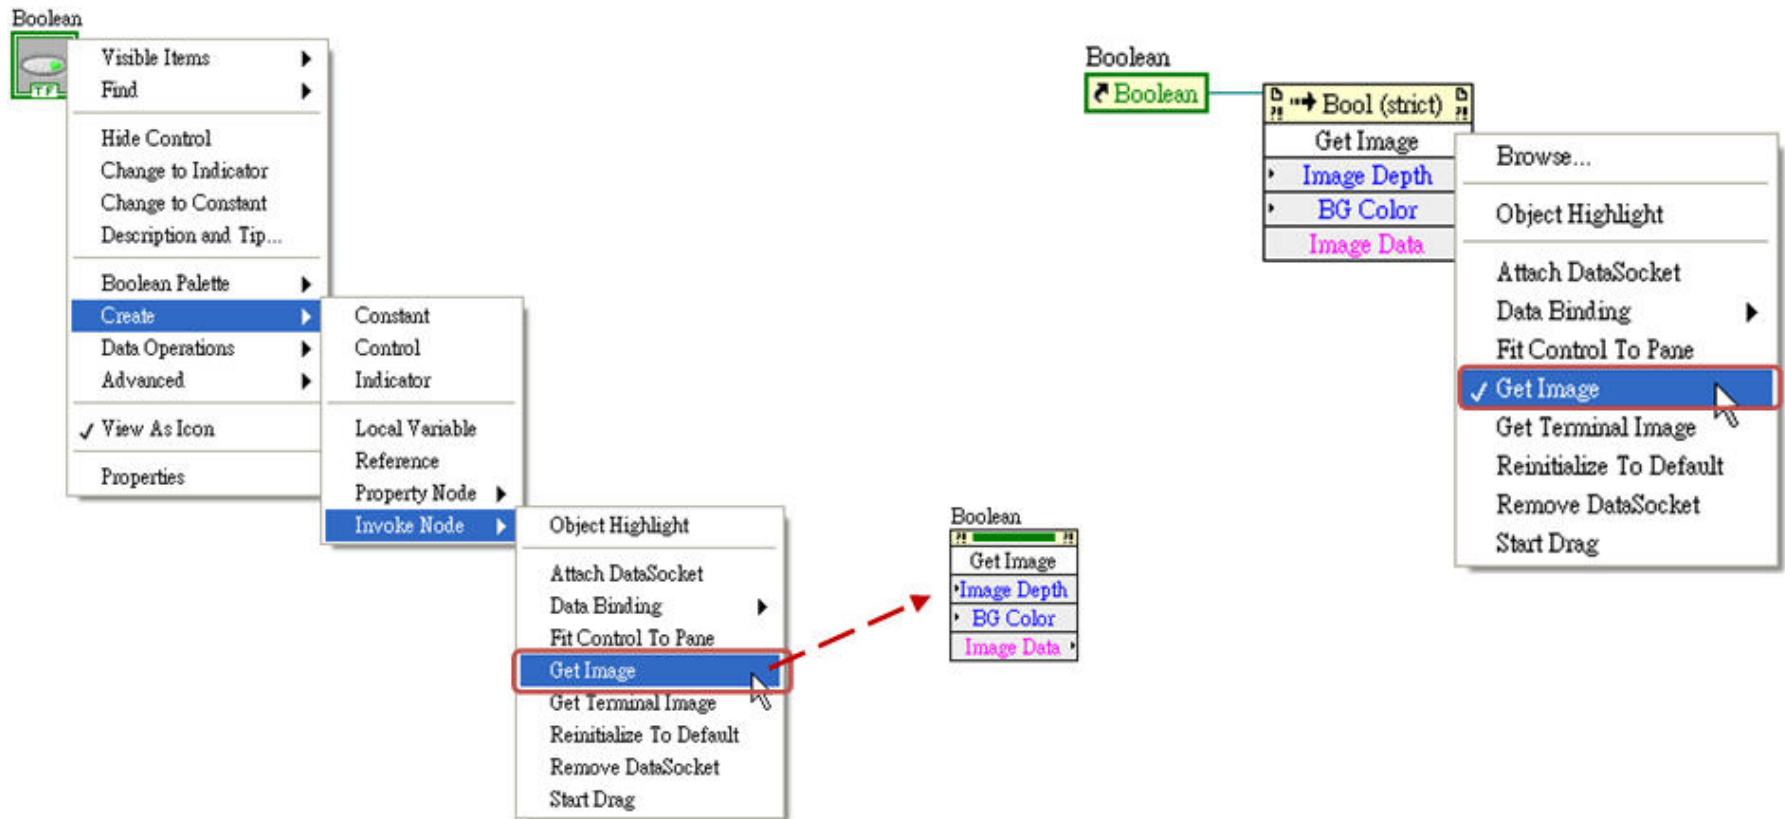 Boolean
TF
Visible Items
Find
Hide Control
Change to Indicator
Change to Constant
Description and Tip...
Boolean Palette
Create
Data Operations
Advanced
View As Icon
Properties
Constant
Control
Indicator
Local Variable
Reference
Property Node
Invoke Node
Object Highlight
Attach DataSocket
Data Binding
Fit Control To Pane
Get Image
Get Terminal Image
Reinitialize To Default
Remove DataSocket
Start Drag
Boolean
?!
?!
Get Image
Image Depth
BG Color
Image Data
Boolean
Boolean
?!
Bool (strict)
?!
Get Image
Image Depth
BG Color
Image Data
Browse...
Object Highlight
Attach DataSocket
Data Binding
Fit Control To Pane
Get Image
Get Terminal Image
Reinitialize To Default
Remove DataSocket
Start Drag